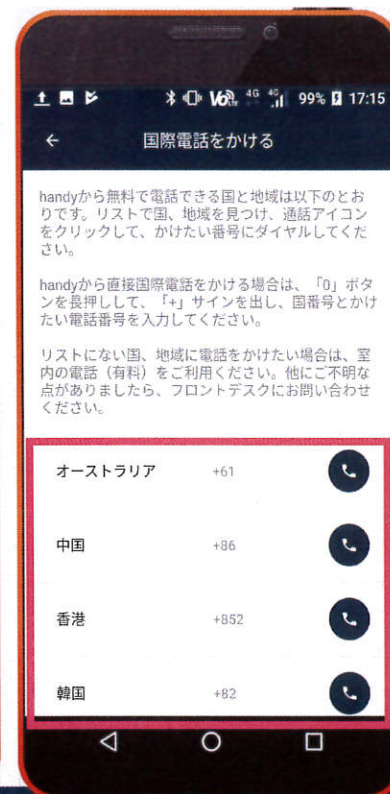 VoLTE 4G 4G 99% 17:15
← 国際電話をかける
handyから無料で電話できる国と地域は以下のとお
りです。リストで国、地域を見つけ、通話アイコン
をクリックして、かけたい番号にダイヤルしてくだ
さい。
handyから直接国際電話をかける場合は、「0」ボタ
ンを長押しして、「+」サインを出し、国番号とかけ
たい電話番号を入力してください。
リストにない国、地域に電話をかけたい場合は、室
内の電話（有料）をご利用ください。他にご不明な
点がありましたら、フロントデスクにお問い合わせ
ください。
オーストラリア +61
中国 +86
香港 +852
韓国 +82